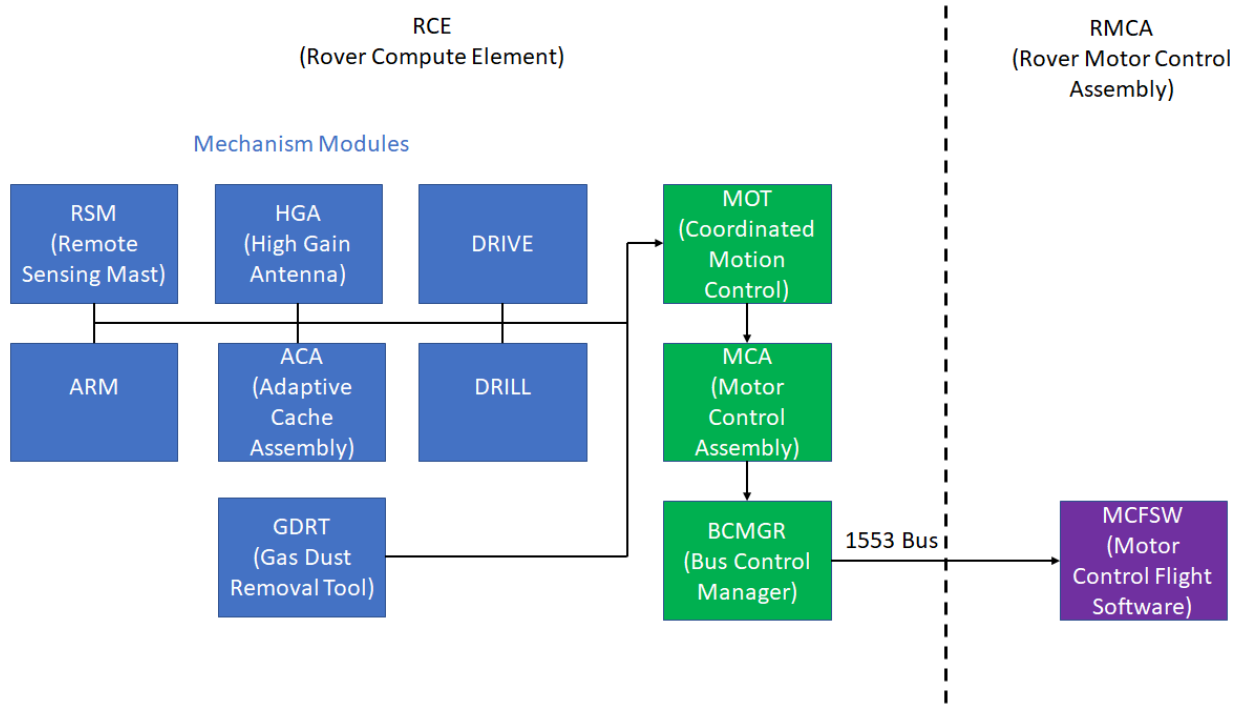 RCE
(Rover Compute Element)
RMCA
(Rover Motor Control
Assembly)
Mechanism Modules
RSM
(Remote
Sensing Mast)
HGA
(High Gain
Antenna)
DRIVE
MOT
(Coordinated
Motion
Control)
ARM
ACA
(Adaptive
Cache
Assembly)
DRILL
MCA
(Motor
Control
Assembly)
GDRT
(Gas Dust
Removal Tool)
BCMGR
(Bus Control
Manager)
1553 Bus
MCFSW
(Motor
Control Flight
Software)